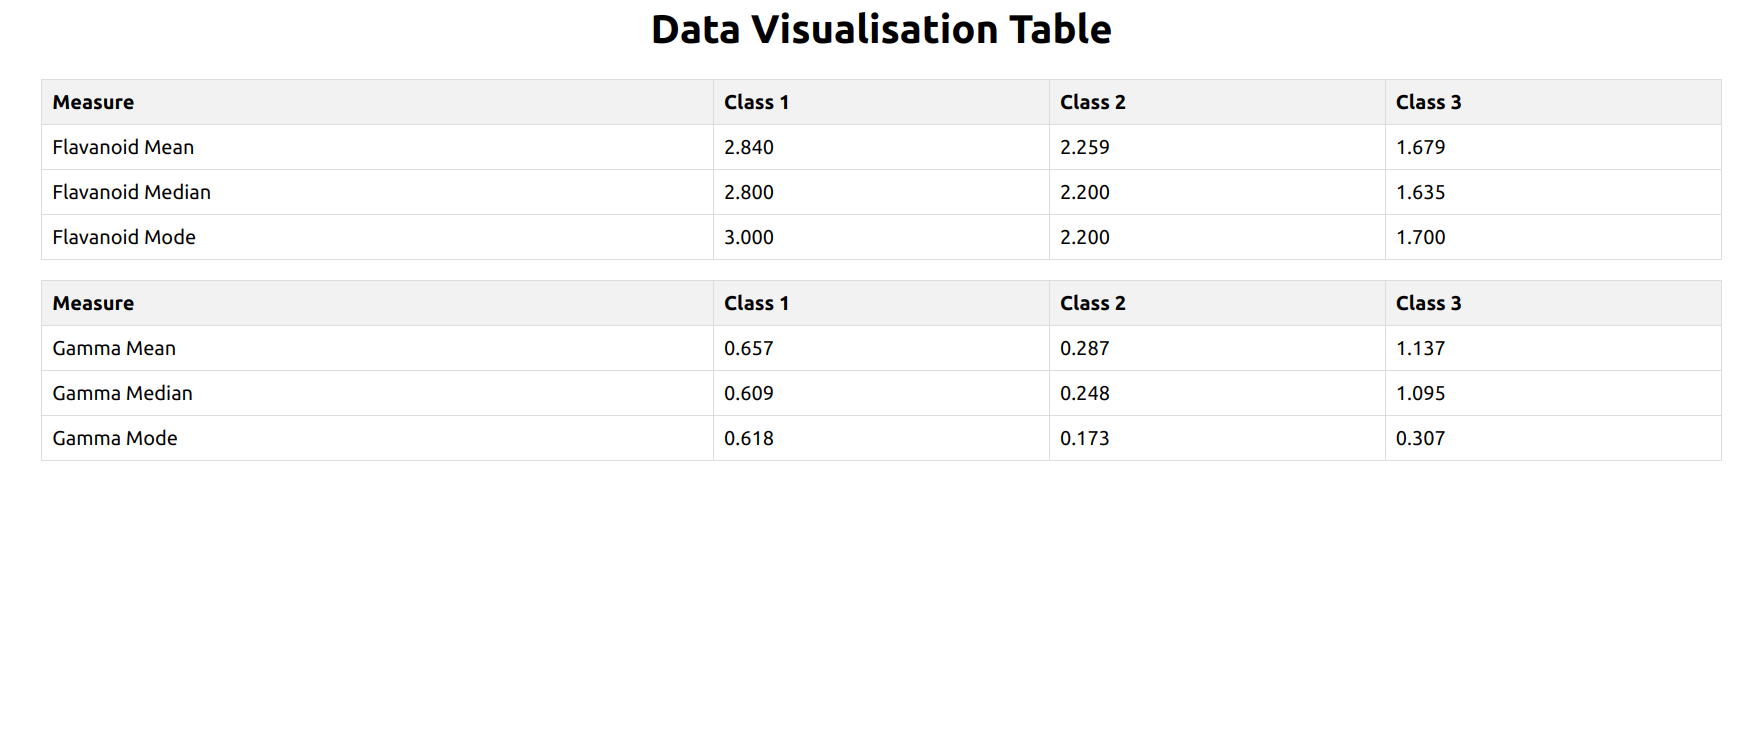 Data Visualisation Table
Measure Class 1 Class 2 Class 3
Flavanoid Mean 2.840 2.259 1.679
Flavanoid Median 2.800 2.200 1.635
Flavanoid Mode 3.000 2.200 1.700
Measure Class 1 Class 2 Class 3
Gamma Mean 0.657 0.287 1.137
Gamma Median 0.609 0.248 1.095
Gamma Mode 0.618 0.173 0.307